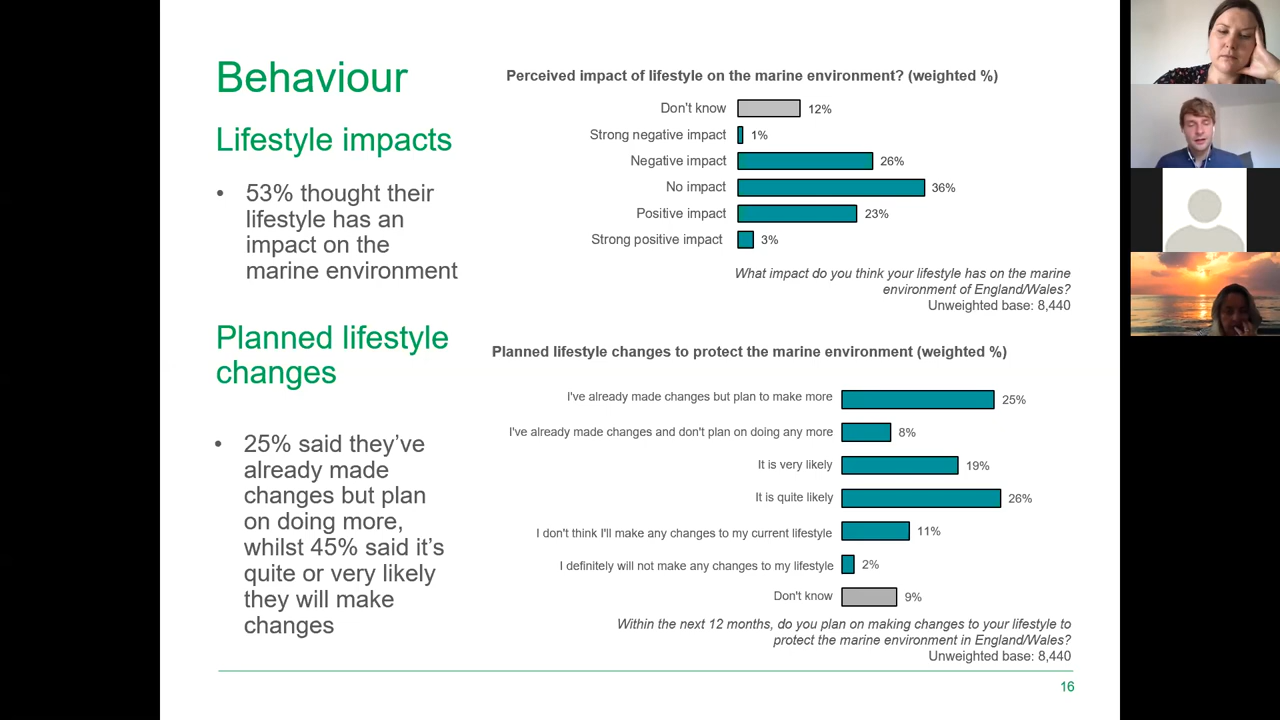 Behaviour
Lifestyle impacts
• 53% thought their
lifestyle has an
impact on the
marine environment
Planned lifestyle
changes
• 25% said they've
already made
changes but plan
on doing more,
whilst 45% said it's
quite or very likely
they will make
changes
Perceived impact of lifestyle on the marine environment? (weighted %)
Don't know 12%
Strong negative impact 1%
Negative impact 26%
No impact 36%
Positive impact 23%
Strong positive impact 3%
What impact do you think your lifestyle has on the marine
environment of England/Wales?
Unweighted base: 8,440
Planned lifestyle changes to protect the marine environment (weighted %)
I've already made changes but plan to make more 25%
I've already made changes and don't plan on doing any more 8%
It is very likely 19%
It is quite likely 26%
I don't think I'll make any changes to my current lifestyle 11%
I definitely will not make any changes to my lifestyle 2%
Don't know 9%
Within the next 12 months, do you plan on making changes to your lifestyle to
protect the marine environment in England/Wales?
Unweighted base: 8,440
16